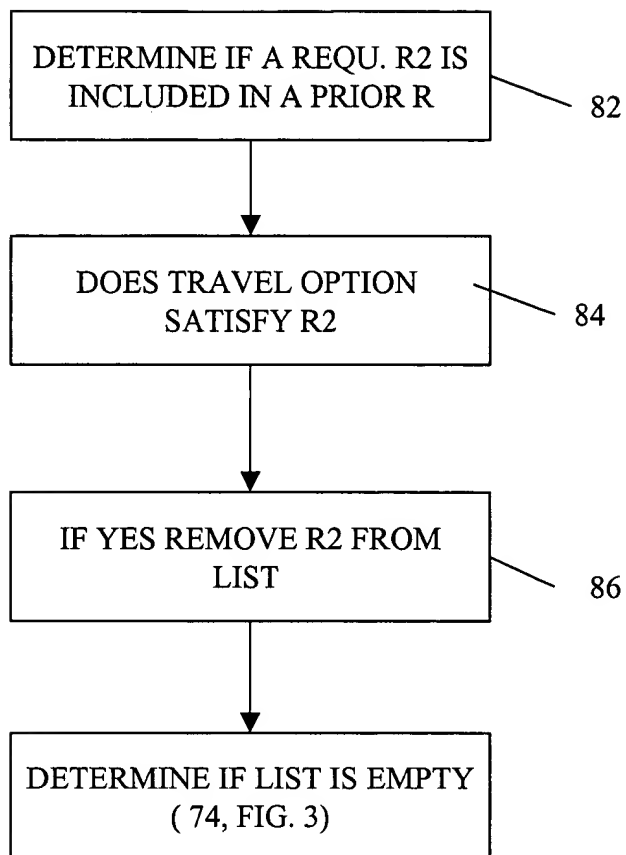 DETERMINE IF A REQU. R2 IS
INCLUDED IN A PRIOR R
82
DOES TRAVEL OPTION
SATISFY R2
84
IF YES REMOVE R2 FROM
LIST
86
DETERMINE IF LIST IS EMPTY
( 74, FIG. 3)